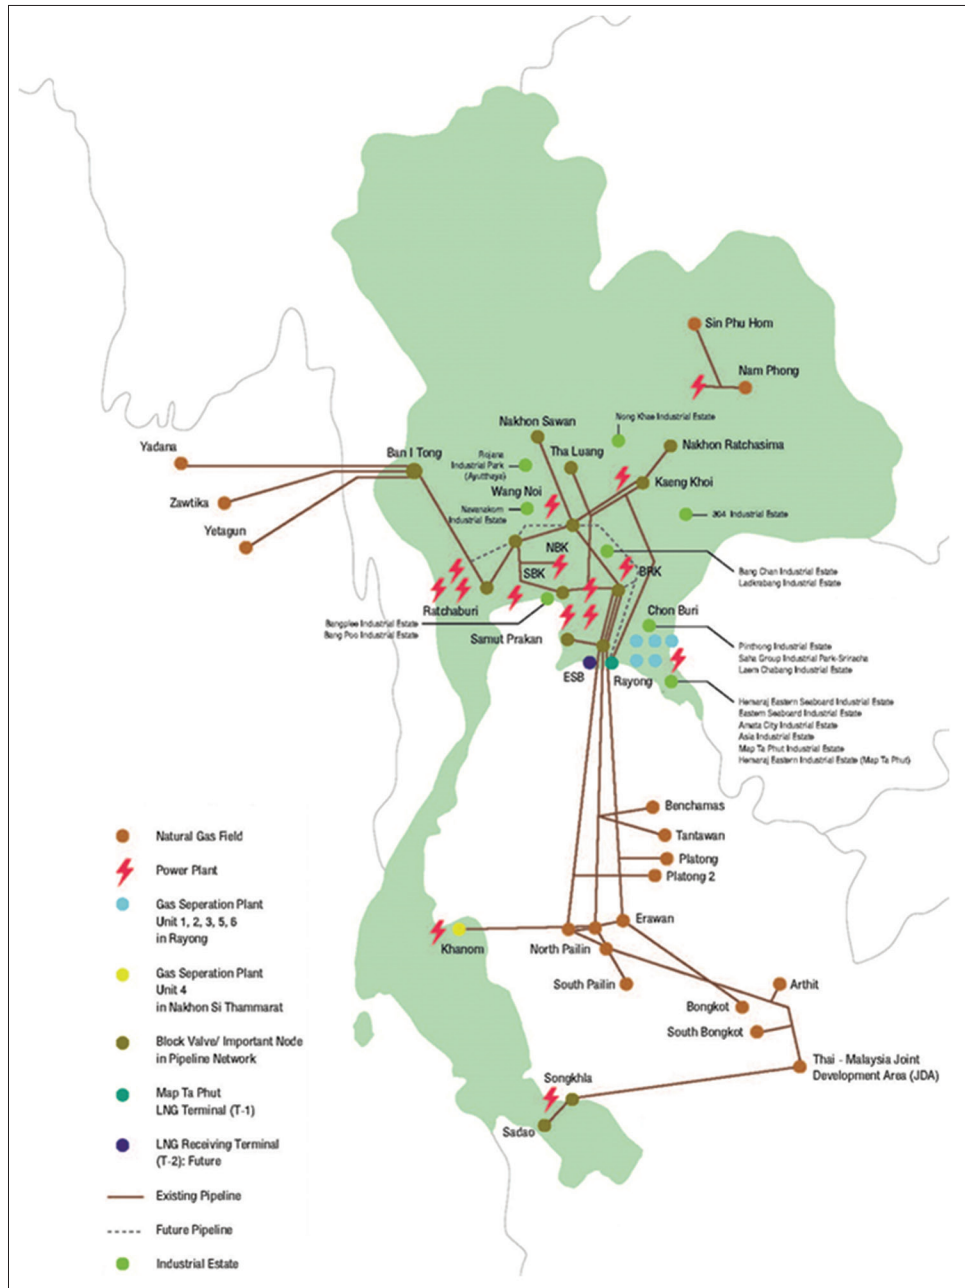 Sin Phu Hom
Nam Phong
Nong Khae Industrial Estate
Nakhon Sawan
Tha Luang
Nakhon Ratchasima
Yadana
Ban I Tong
Rojana
Industrial Park
(Ayutthaya)
Kaeng Khoi
Zawtika
Wang Noi
Navanakorn
Industrial Estate
304 Industrial Estate
Yetagun
NBK
SBK
BRK
Bang Chan Industrial Estate
Ladkrabang Industrial Estate
Ratchaburi
Chon Buri
Bangplee Industrial Estate
Bang Poo Industrial Estate
Samut Prakan
Pinthong Industrial Estate
Saha Group Industrial Park-Sriracha
Laem Chabang Industrial Estate
ESB
Rayong
Hemaraj Eastern Seaboard Industrial Estate
Eastern Seaboard Industrial Estate
Amata City Industrial Estate
Asia Industrial Estate
Map Ta Phut Industrial Estate
Hemaraj Eastern Industrial Estate (Map Ta Phut)
Benchamas
Tantawan
Platong
Platong 2
Erawan
Khanom
North Pailin
South Pailin
Arthit
Bongkot
South Bongkot
Thai - Malaysia Joint
Development Area (JDA)
Songkhla
Sadao
Natural Gas Field
Power Plant
Gas Seperation Plant
Unit 1, 2, 3, 5, 6
in Rayong
Gas Seperation Plant
Unit 4
in Nakhon Si Thammarat
Block Valve/ Important Node
in Pipeline Network
Map Ta Phut
LNG Terminal (T-1)
LNG Receiving Terminal
(T-2): Future
Existing Pipeline
Future Pipeline
Industrial Estate